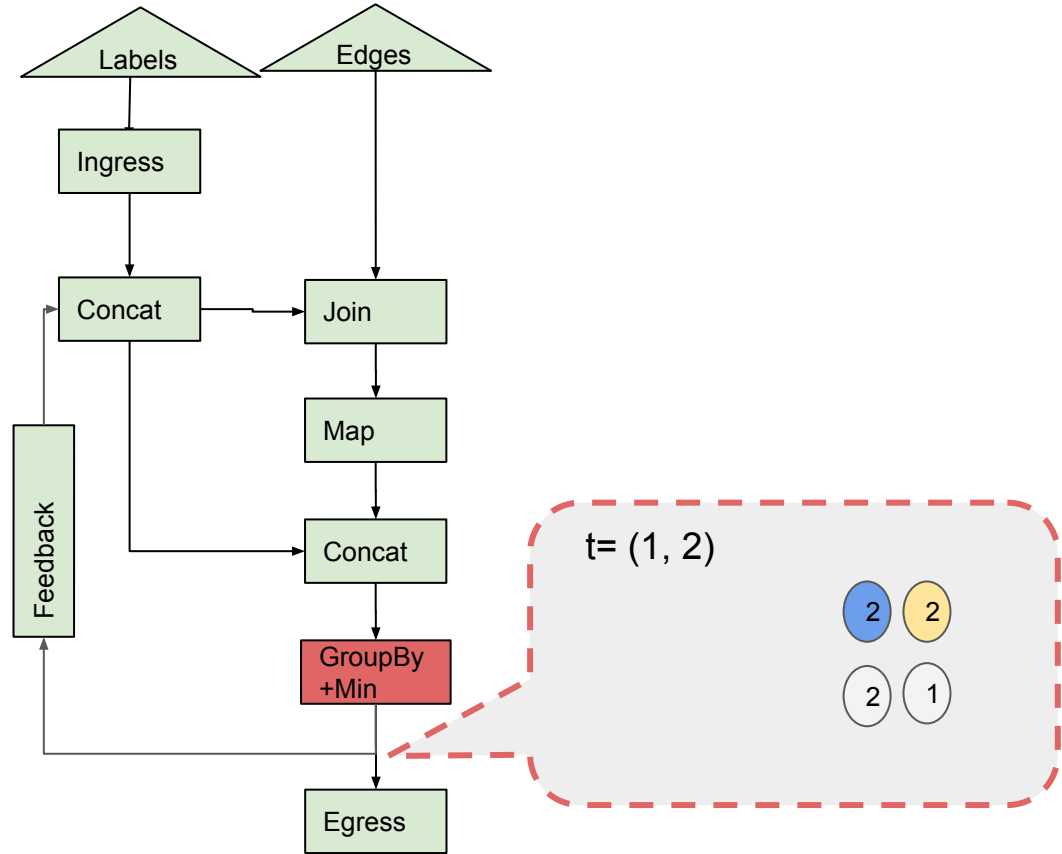 Labels
Edges
Ingress
Concat
Join
Map
Feedback
Concat
t= (1, 2)
2 2
GroupBy
+Min
2 1
Egress